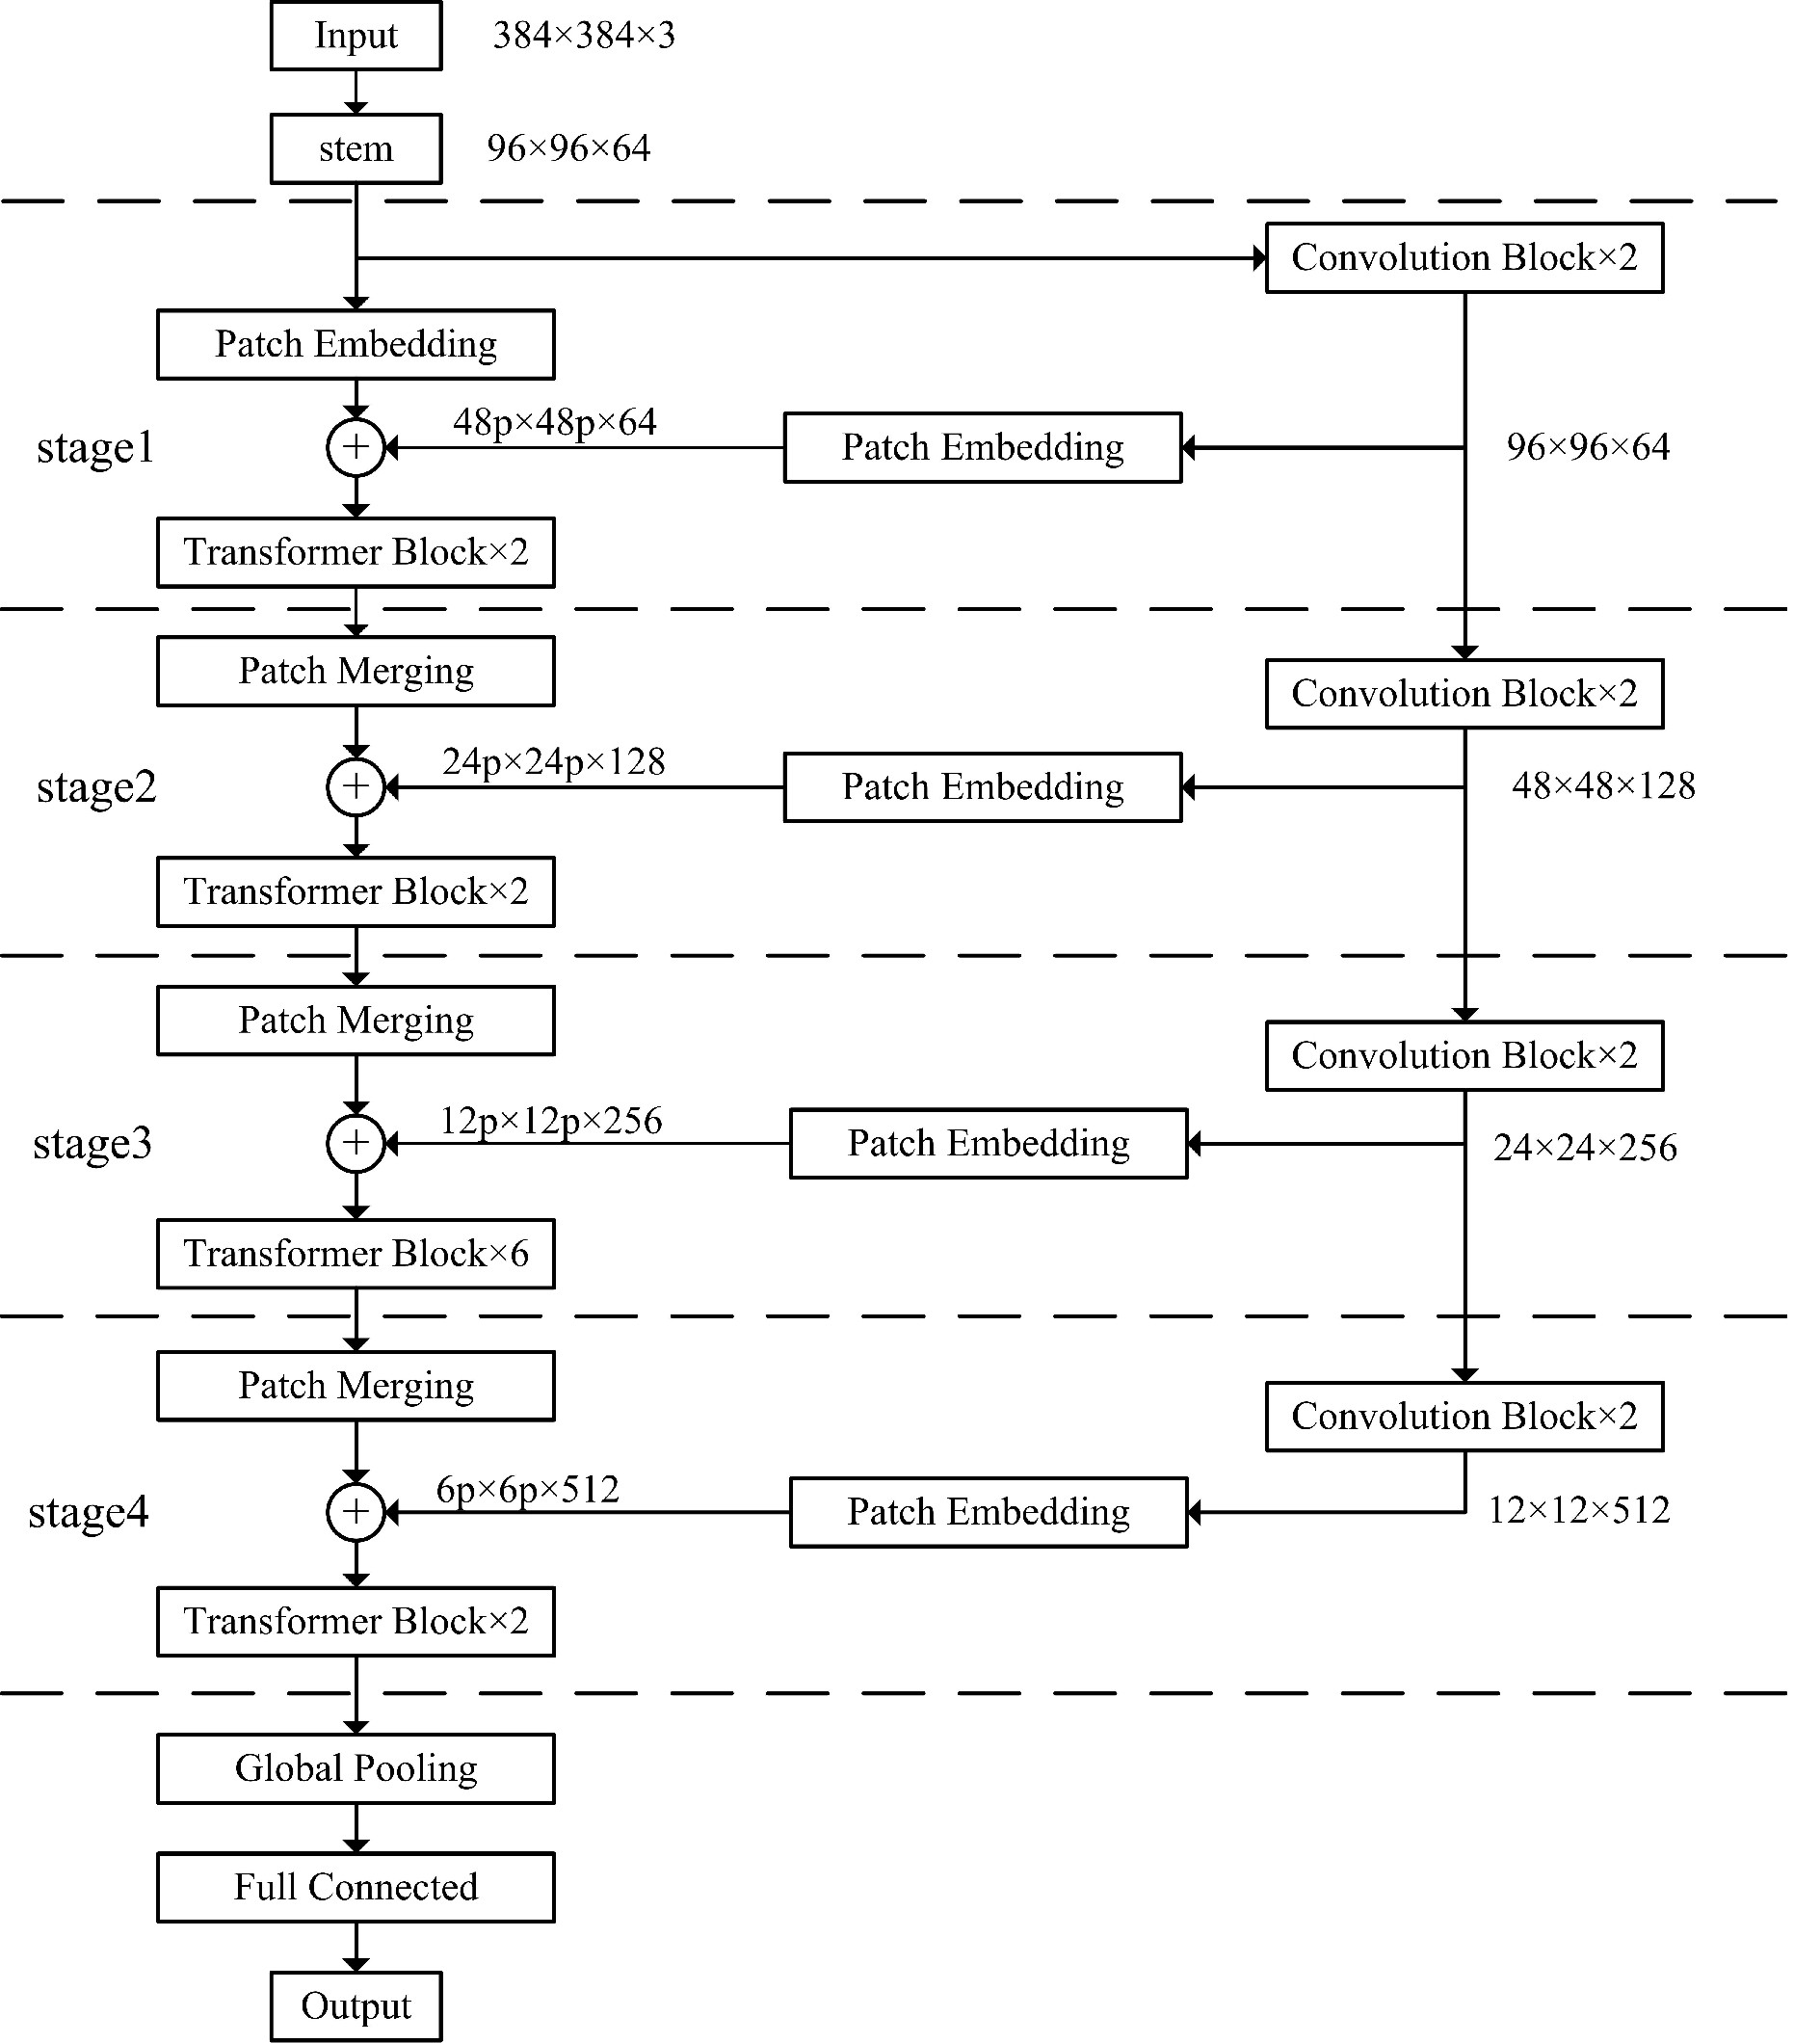 Input
384×384×3
stem
96×96×64
Convolution Block×2
Patch Embedding
stage1
48p×48p×64
Patch Embedding
96×96×64
Transformer Block×2
Patch Merging
Convolution Block×2
stage2
24p×24p×128
Patch Embedding
48×48×128
Transformer Block×2
Patch Merging
Convolution Block×2
stage3
12p×12p×256
Patch Embedding
24×24×256
Transformer Block×6
Patch Merging
Convolution Block×2
stage4
6p×6p×512
Patch Embedding
12×12×512
Transformer Block×2
Global Pooling
Full Connected
Output